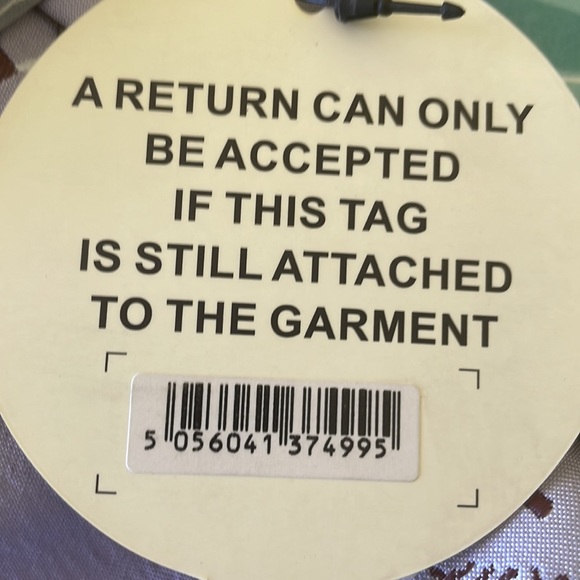 A RETURN CAN ONLY
BE ACCEPTED
IF THIS TAG
IS STILL ATTACHED
TO THE GARMENT
5 056041 374995